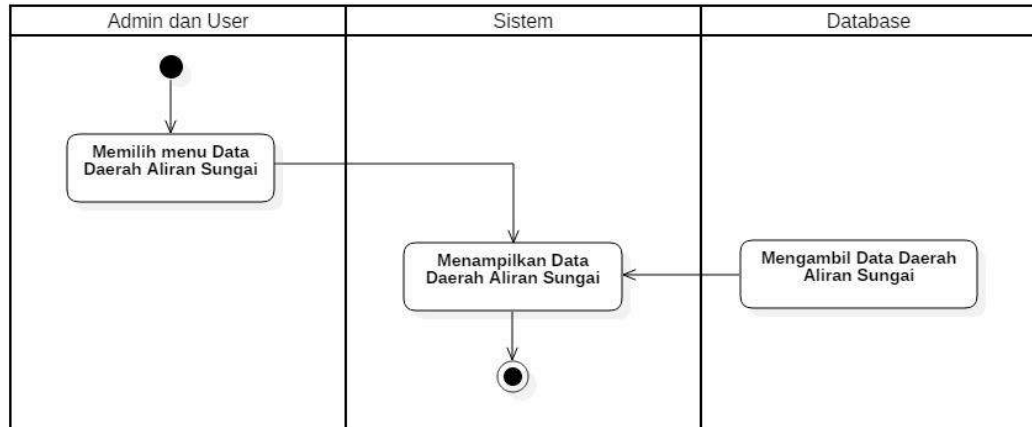 Admin dan User
Sistem
Database
Memilih menu Data
Daerah Aliran Sungai
Menampilkan Data
Daerah Aliran Sungai
Mengambil Data Daerah
Aliran Sungai